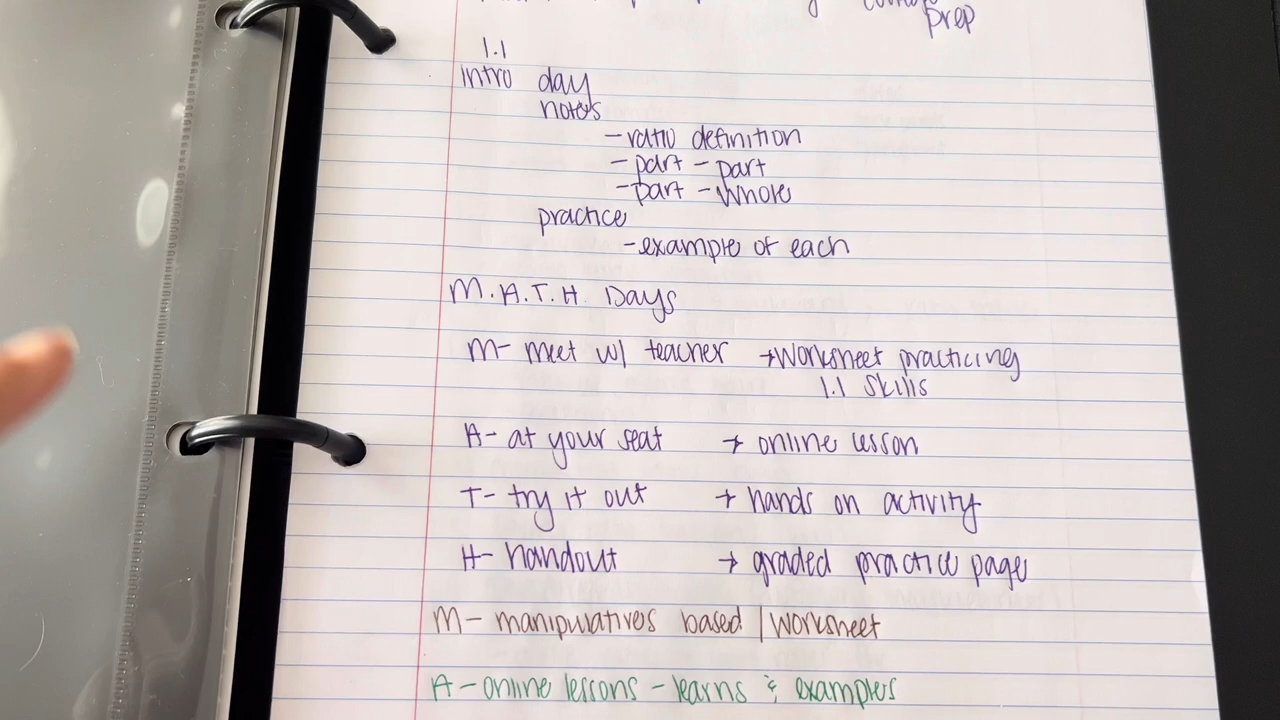 prep
1.1
intro day
notes
- ratio definition
- part - part
- part - whole
practice
- example of each
M.A.T.H. Days
M- meet w/ teacher → worksheet practicing
1.1 skills
A- at your seat → online lesson
T- try it out → hands on activity
H- handout → graded practice page
M- manipulatives based / worksheet
A- online lessons - learns & examples